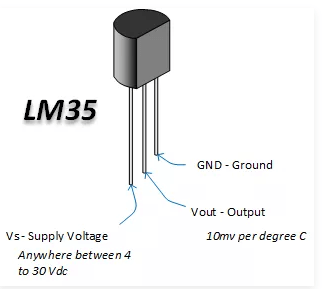 LM35
GND - Ground
Vout - Output
Vs- Supply Voltage
10mv per degree C
Anywhere between 4
to 30 Vdc